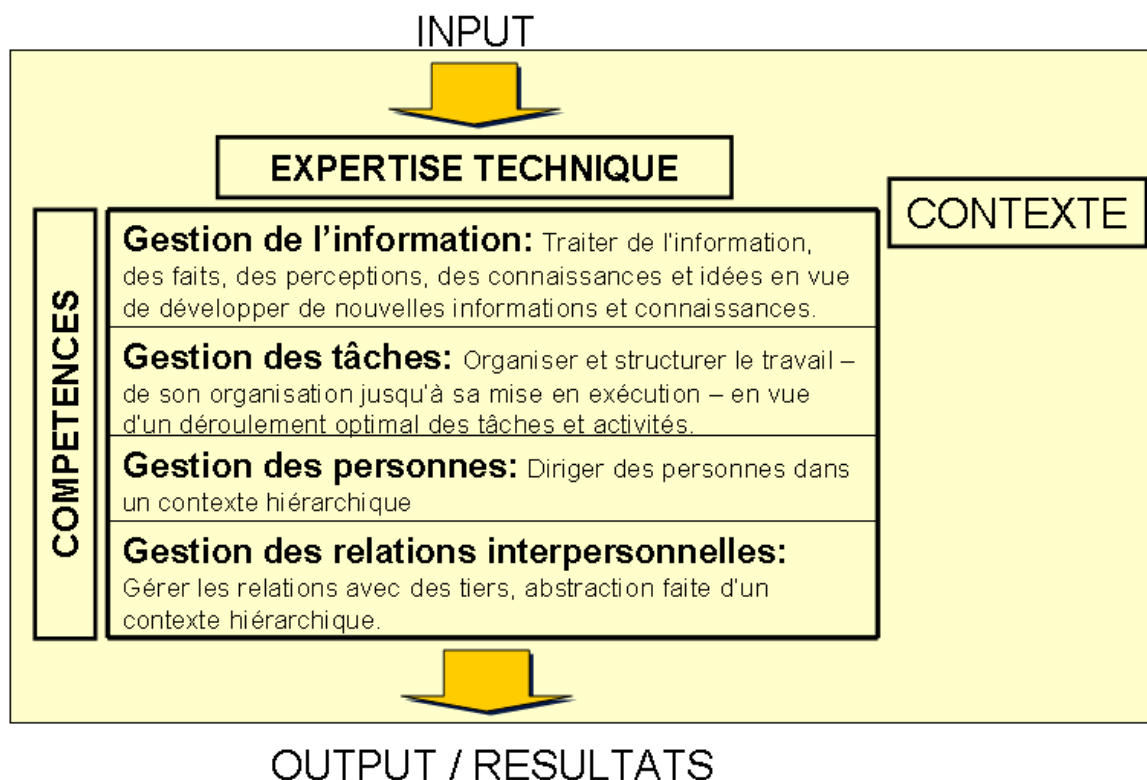 INPUT
EXPERTISE TECHNIQUE
CONTEXTE
COMPETENCES
Gestion de l’information: Traiter de l’information,
des faits, des perceptions, des connaissances et idées en vue
de développer de nouvelles informations et connaissances.
Gestion des tâches: Organiser et structurer le travail –
de son organisation jusqu’à sa mise en exécution – en vue
d’un déroulement optimal des tâches et activités.
Gestion des personnes: Diriger des personnes dans
un contexte hiérarchique
Gestion des relations interpersonnelles:
Gérer les relations avec des tiers, abstraction faite d’un
contexte hiérarchique.
OUTPUT / RESULTATS